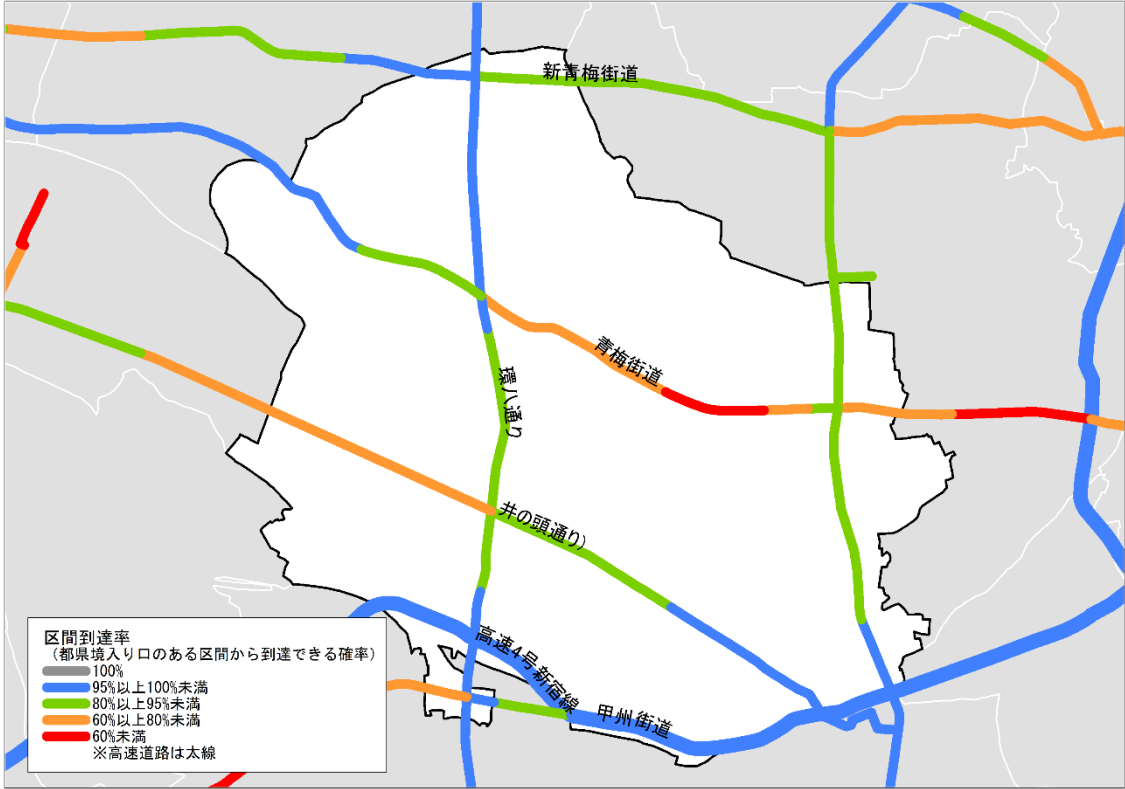 新青梅街道
青梅街道
環八通り
井の頭通り）
高速4号新宿線
甲州街道
区間到達率
（都県境入り口のある区間から到達できる確率）
100%
95%以上100%未満
80%以上95%未満
60%以上80%未満
60%未満
※高速道路は太線